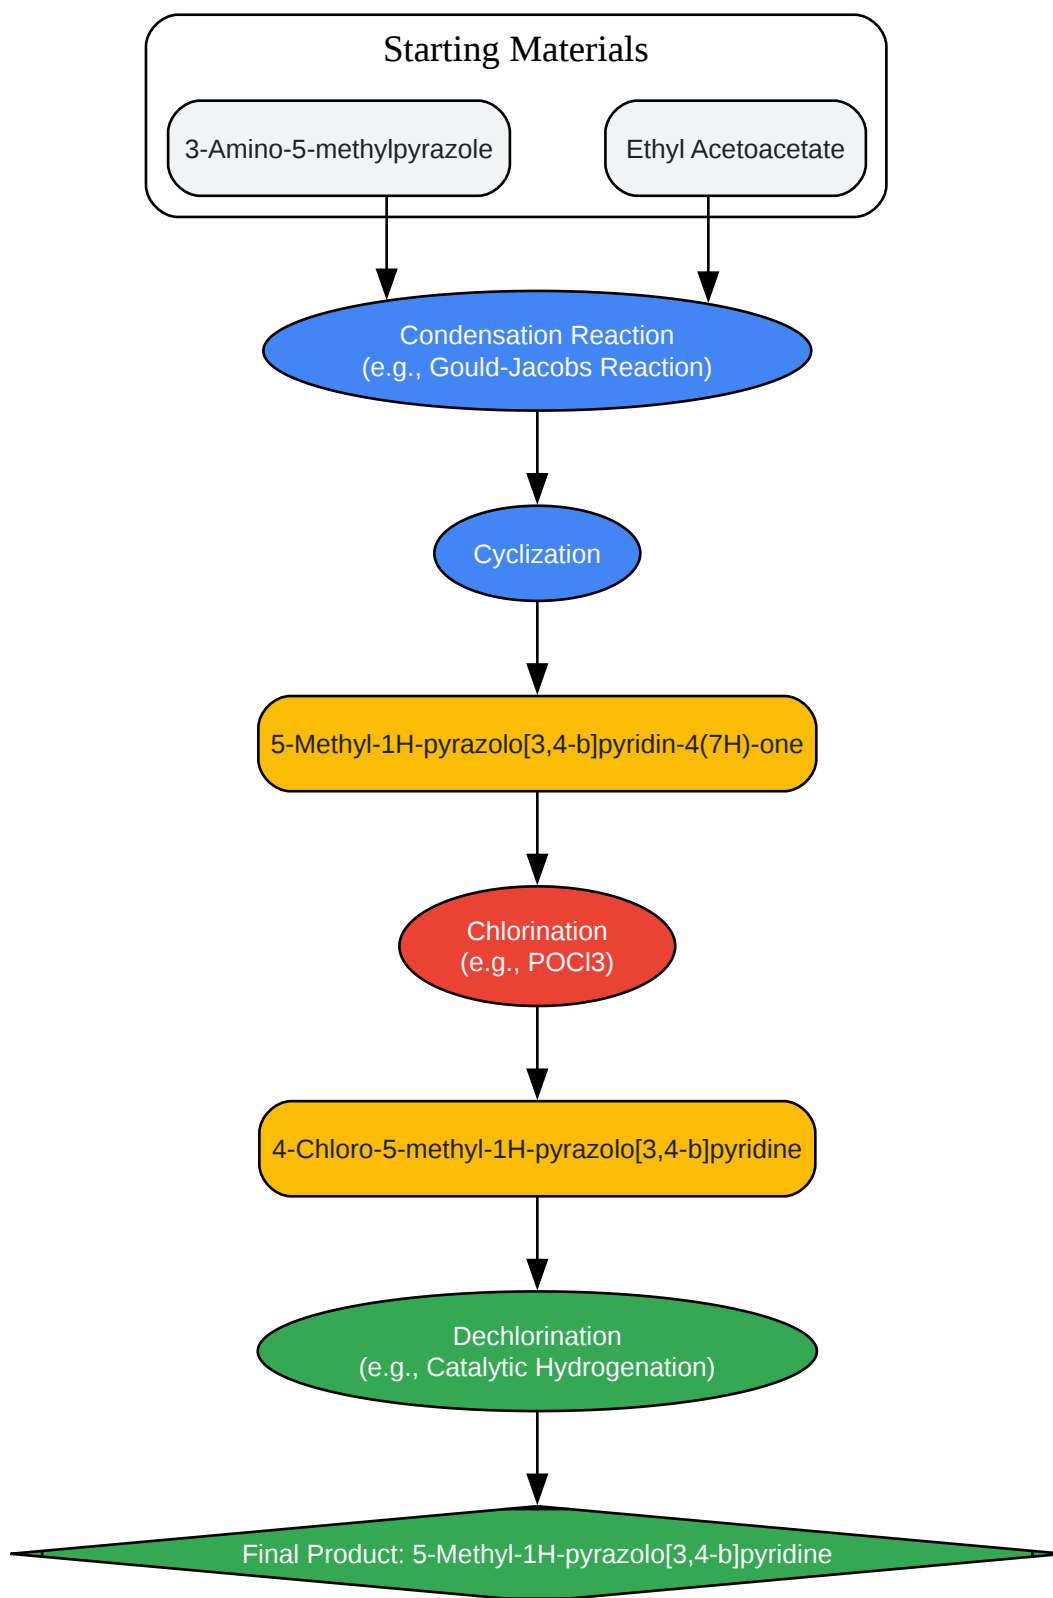 Starting Materials
3-Amino-5-methylpyrazole
Ethyl Acetoacetate
Condensation Reaction
(e.g., Gould-Jacobs Reaction)
Cyclization
5-Methyl-1H-pyrazolo[3,4-b]pyridin-4(7H)-one
Chlorination
(e.g., POCl3)
4-Chloro-5-methyl-1H-pyrazolo[3,4-b]pyridine
Dechlorination
(e.g., Catalytic Hydrogenation)
Final Product: 5-Methyl-1H-pyrazolo[3,4-b]pyridine